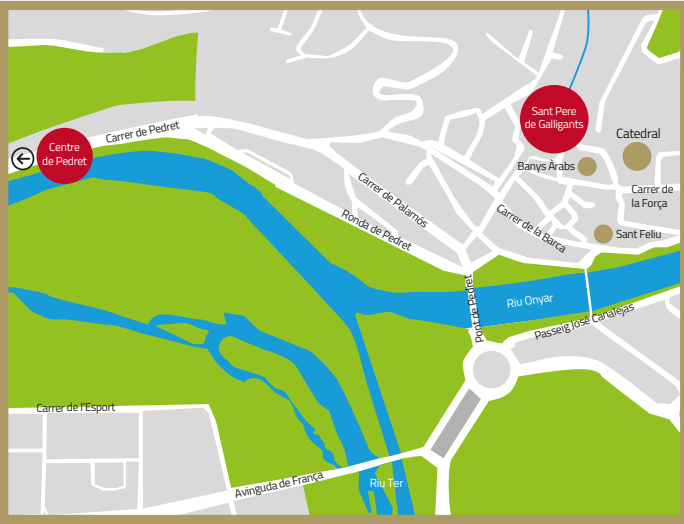 Sant Pere
de Galligants
Catedral
Carrer de Pedret
Centre
de Pedret
Banys Àrabs
Carrer de Palamós
Carrer de
la Força
Ronda de Pedret
Carrer de la Barca
Sant Feliu
Pont de Pedret
Riu Onyar
Passeig José Canalejas
Carrer de l'Esport
Avinguda de França
Riu Ter